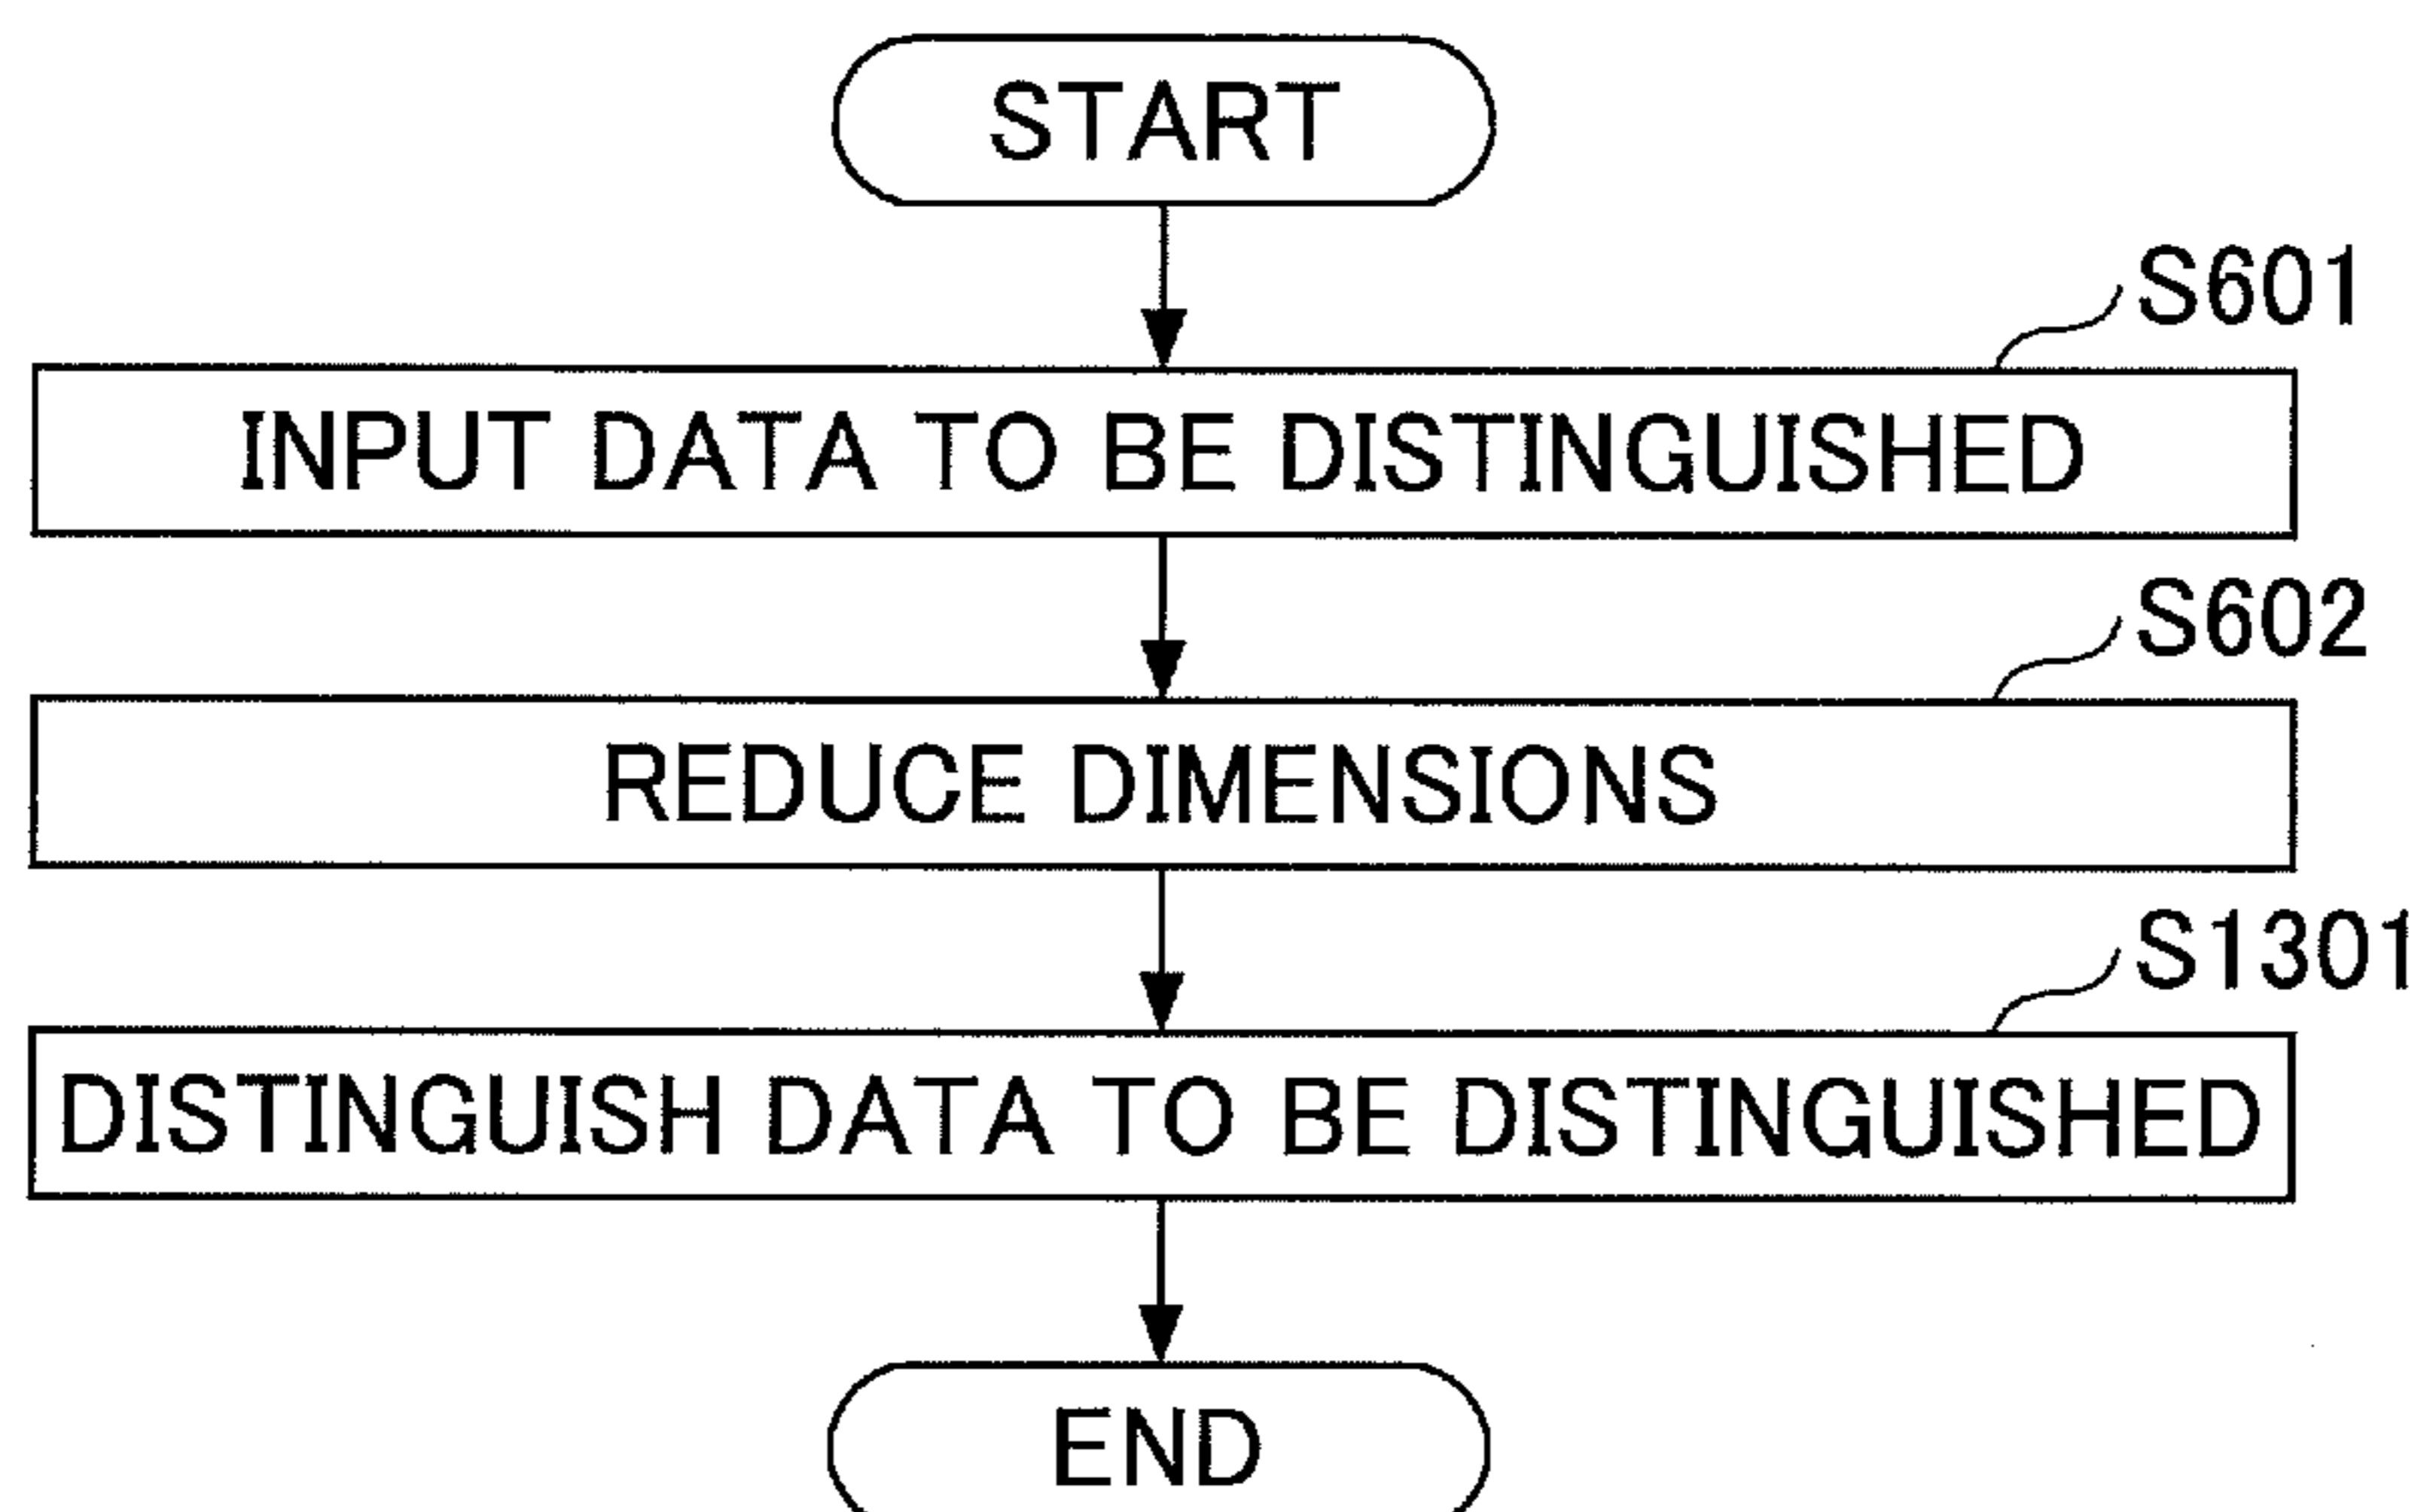 START
S601
INPUT DATA TO BE DISTINGUISHED
S602
REDUCE DIMENSIONS
S1301
DISTINGUISH DATA TO BE DISTINGUISHED
END